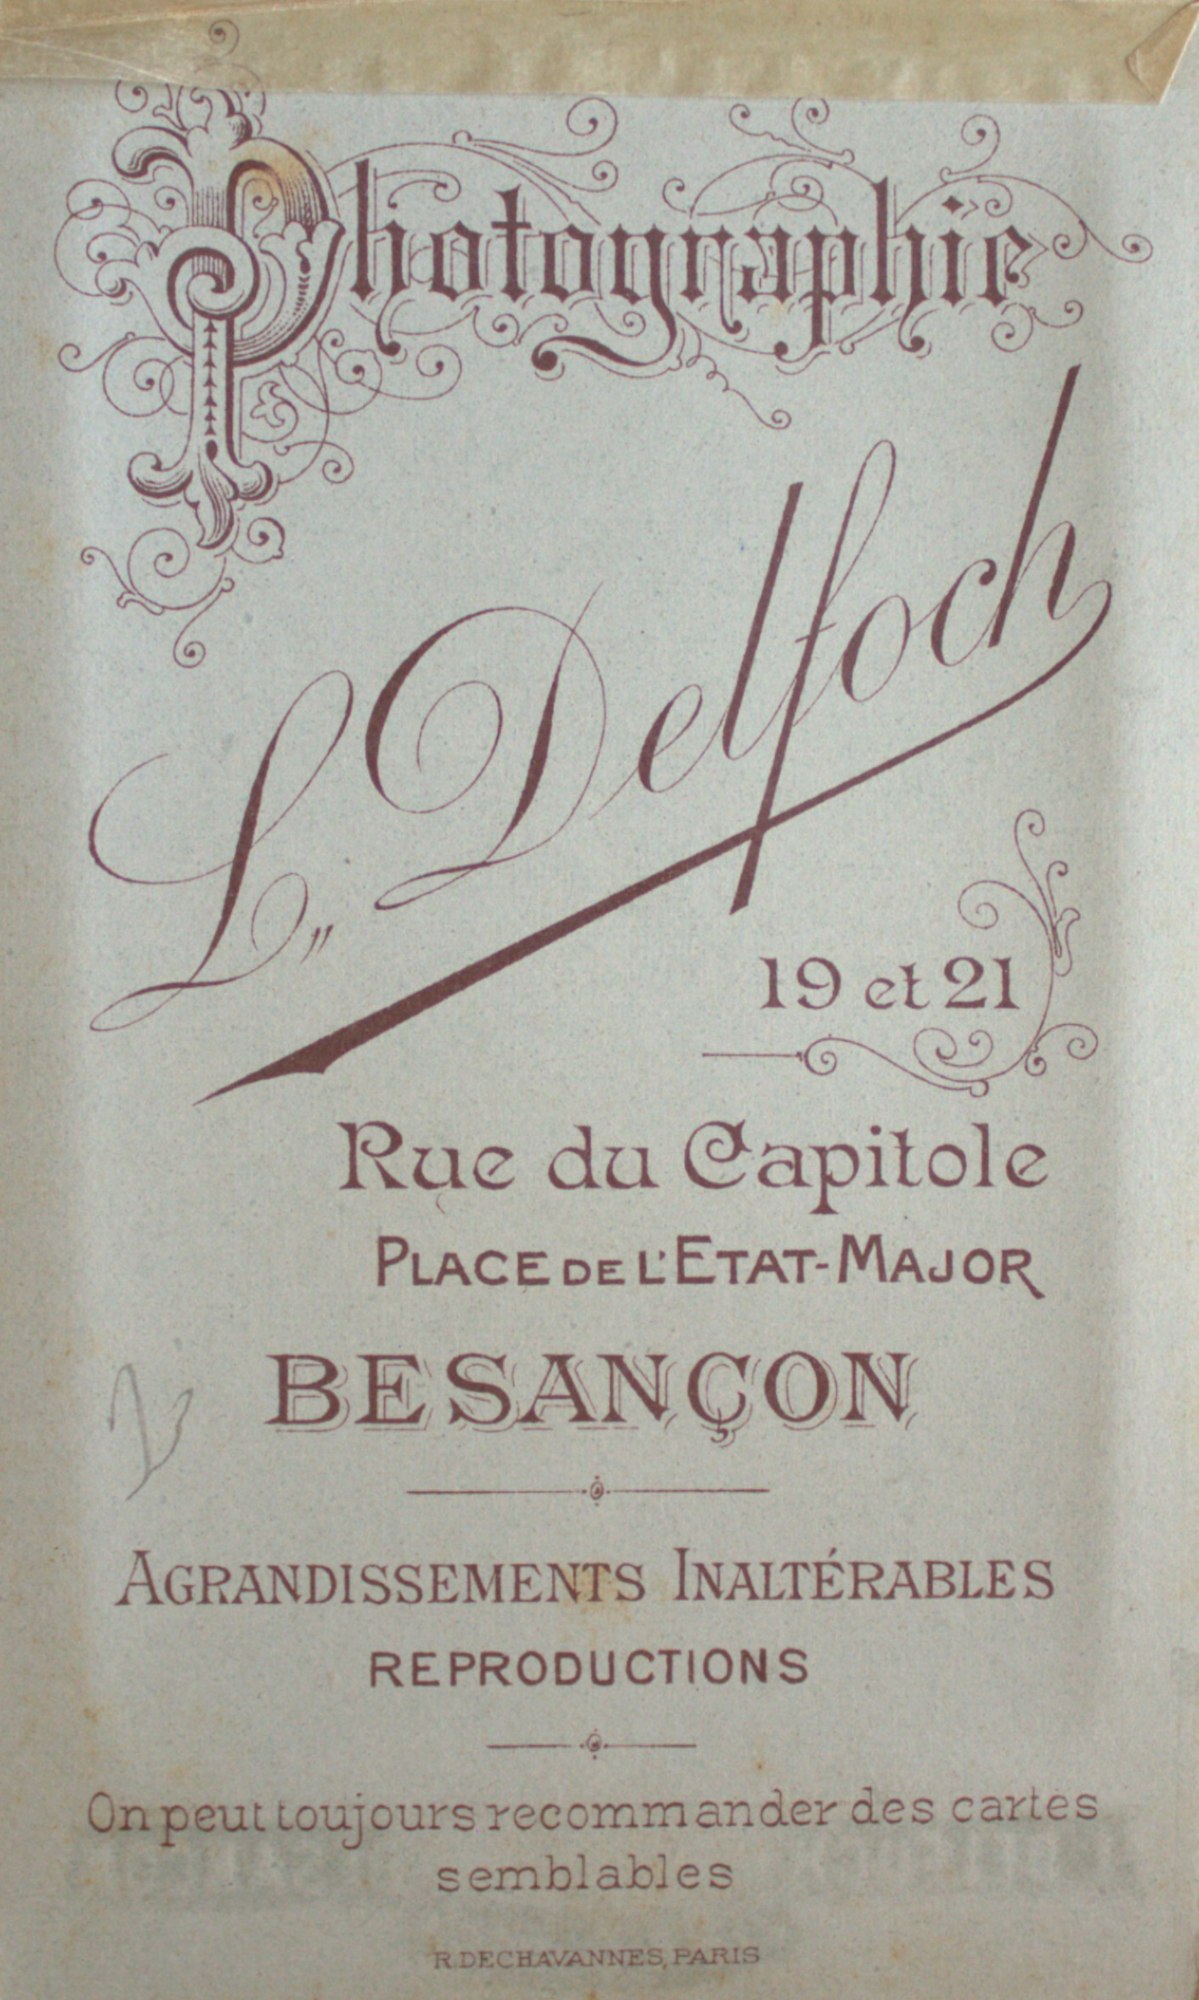 Photographie
L. Delfoch
19 et 21
Rue du Capitole
PLACE DE L'ETAT-MAJOR
BESANÇON
AGRANDISSEMENTS INALTÉRABLES
REPRODUCTIONS
On peut toujours recommander des cartes
semblables
R. DECHAVANNES, PARIS